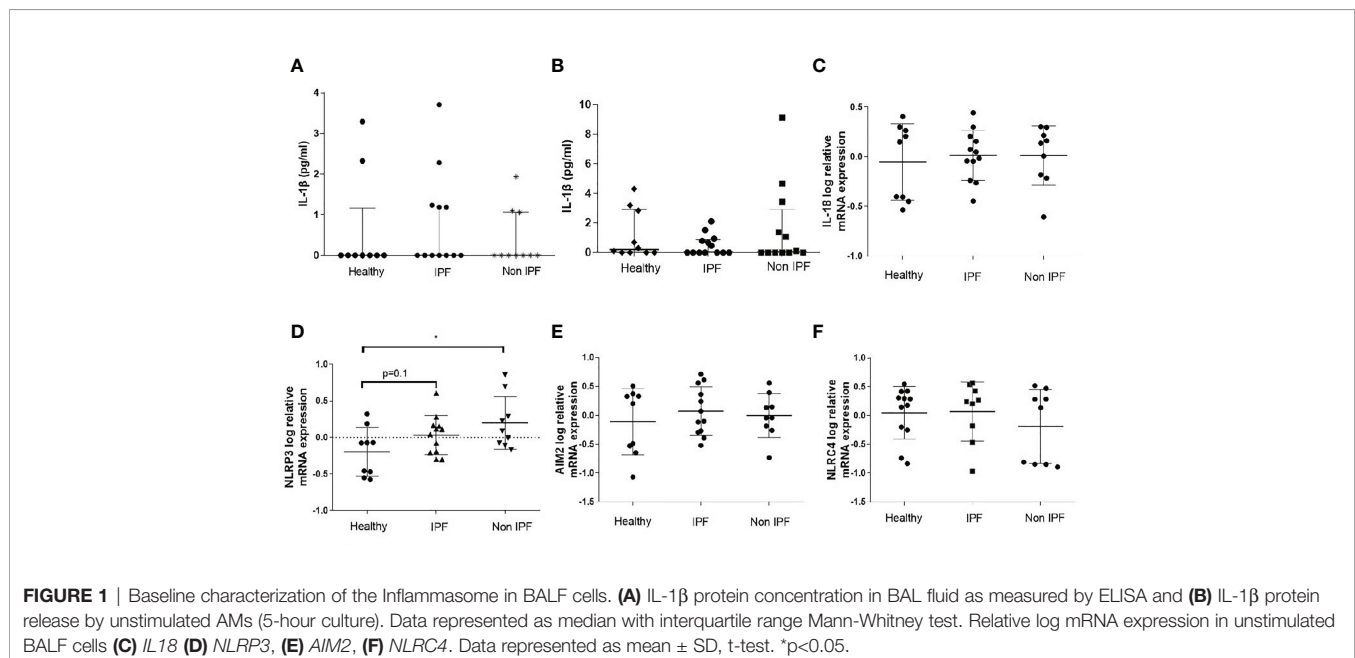 A
IL-1β (pg/ml)
4
3
2
1
0
Healthy IPF Non IPF
B
IL-1β (pg/ml)
10
8
6
4
2
0
Healthy IPF Non IPF
C
IL-18 log relative
mRNA expression
0.5
0.0
-0.5
-1.0
Healthy IPF Non IPF
D
NLRP3 log relative
mRNA expression
1.0
0.5
0.0
-0.5
-1.0
*
p=0.1
Healthy IPF Non IPF
E
AIM2 log relative
mRNA expression
1.0
0.5
0.0
-0.5
-1.0
-1.5
Healthy IPF Non IPF
F
NLRC4 log relative
mRNA expression
1.0
0.5
0.0
-0.5
-1.0
-1.5
Healthy IPF Non IPF
FIGURE 1 | Baseline characterization of the Inflammasome in BALF cells. (A) IL-1β protein concentration in BAL fluid as measured by ELISA and (B) IL-1β protein
release by unstimulated AMs (5-hour culture). Data represented as median with interquartile range Mann-Whitney test. Relative log mRNA expression in unstimulated
BALF cells (C) IL18 (D) NLRP3, (E) AIM2, (F) NLRC4. Data represented as mean ± SD, t-test. *p<0.05.